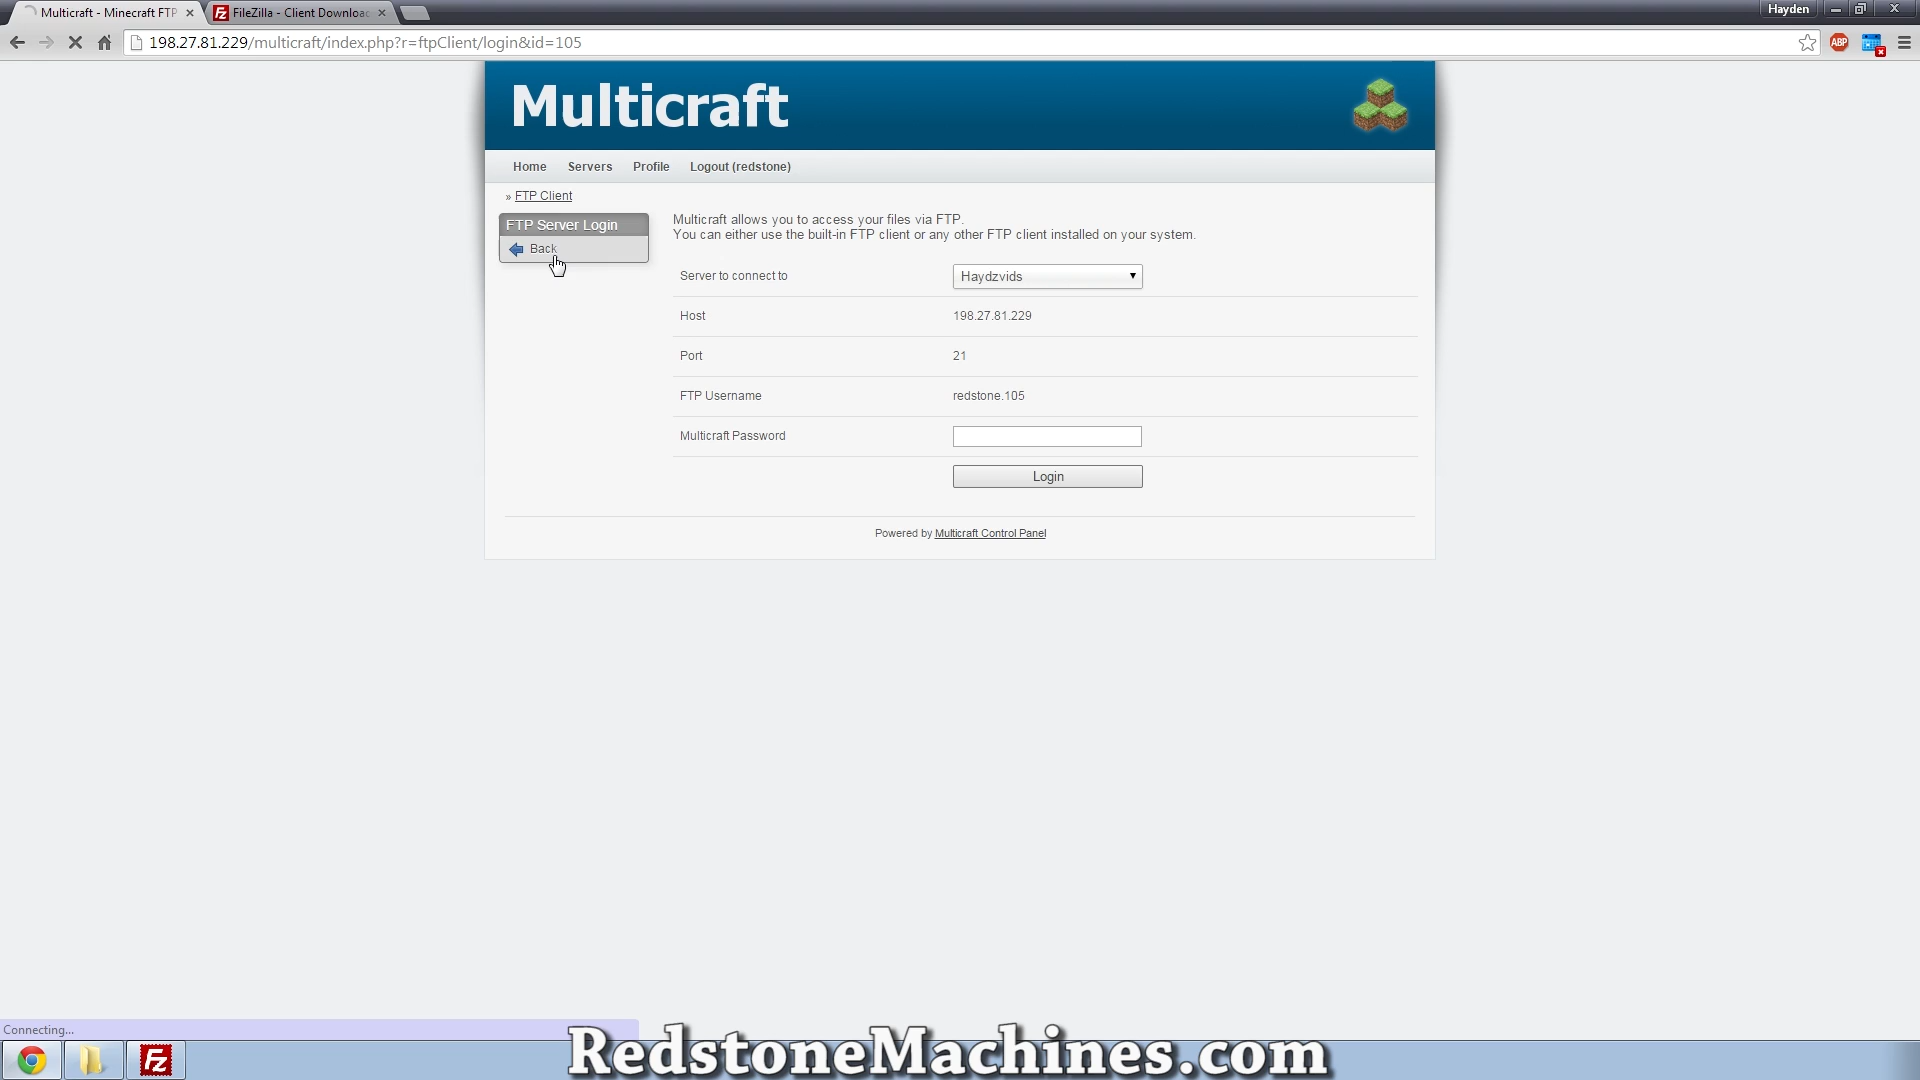 Multicraft - Minecraft FTP
FileZilla - Client Download
Hayden
198.27.81.229/multicraft/index.php?r=ftpClient/login&id=105
ABP
Multicraft
Home Servers Profile Logout (redstone)
» FTP Client
FTP Server Login
Back
Multicraft allows you to access your files via FTP.
You can either use the built-in FTP client or any other FTP client installed on your system.
Server to connect to Haydzvids
Host 198.27.81.229
Port 21
FTP Username redstone.105
Multicraft Password
Login
Powered by Multicraft Control Panel
Connecting...
Fz
RedstoneMachines.com